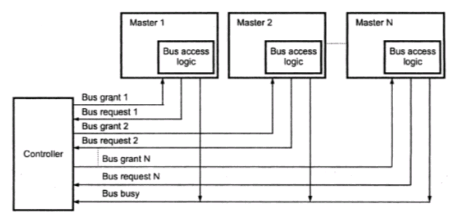 Master 1
Master 2
Master N
Bus access
logic
Bus access
logic
Bus access
logic
Bus grant 1
Bus request 1
Bus grant 2
Bus request 2
Controller
Bus grant N
Bus request N
Bus busy